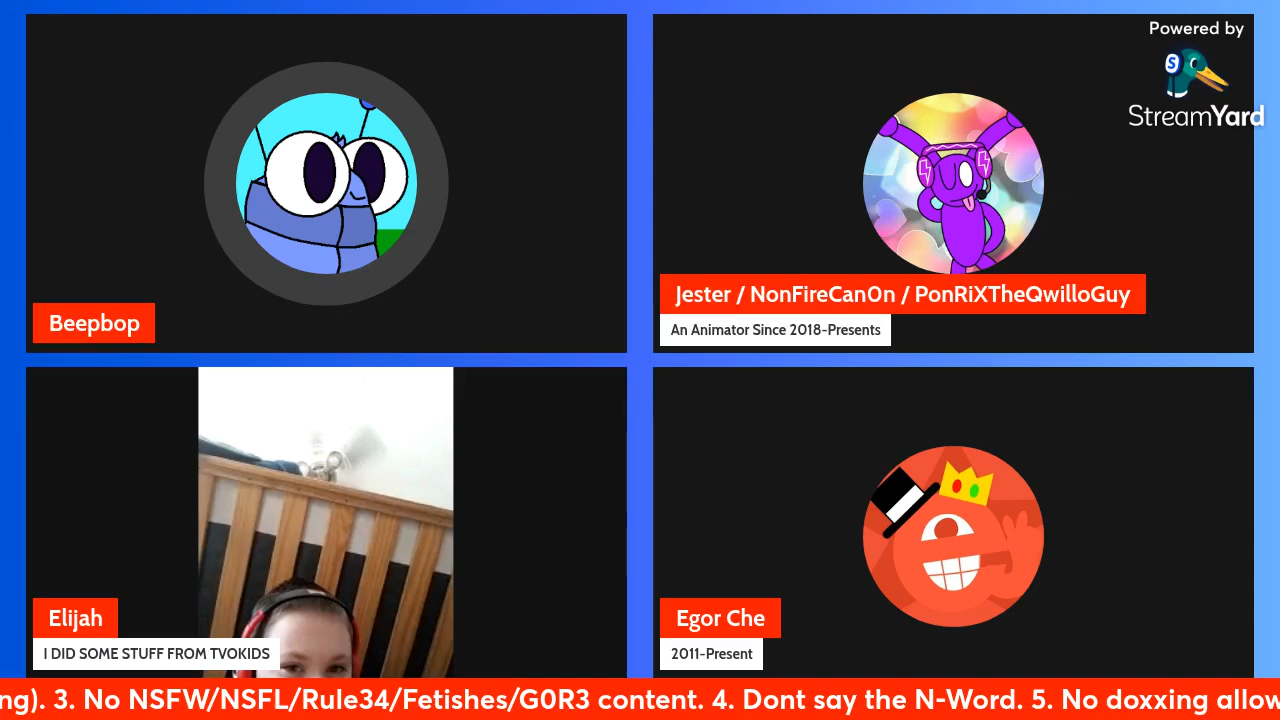 Powered by
S
StreamYard
Beepbop
Jester / NonFireCan0n / PonRiXTheQwilloGuy
An Animator Since 2018-Presents
Elijah
I DID SOME STUFF FROM TVOKIDS
Egor Che
2011-Present
ng). 3. No NSFW/NSFL/Rule34/Fetishes/G0R3 content. 4. Dont say the N-Word. 5. No doxxing allow